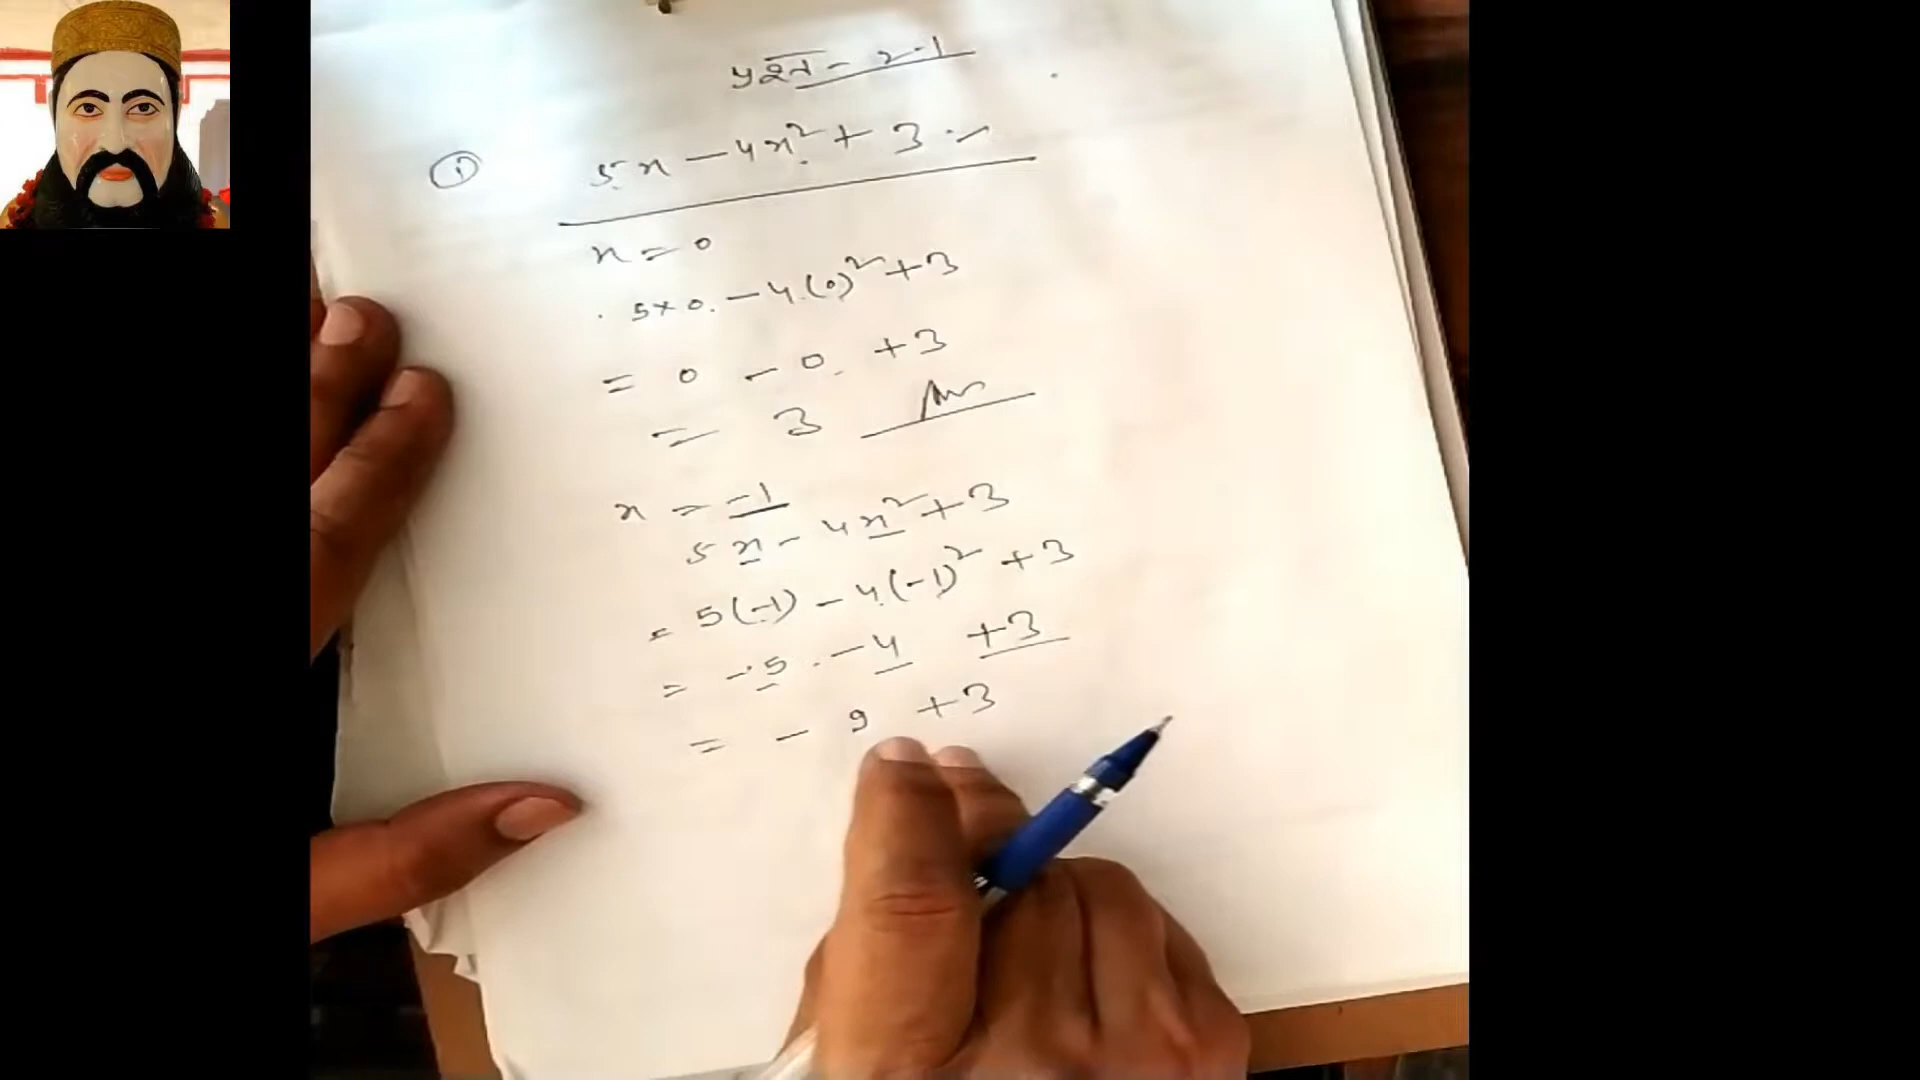 प्रश्न - 2.1
① 5x - 4x² + 3
x = 0
5×0 - 4(0)² + 3
= 0 - 0 + 3
= 3 Ans
x = -1
5x - 4x² + 3
= 5(-1) - 4(-1)² + 3
= -5 - 4 + 3
= - 9 + 3